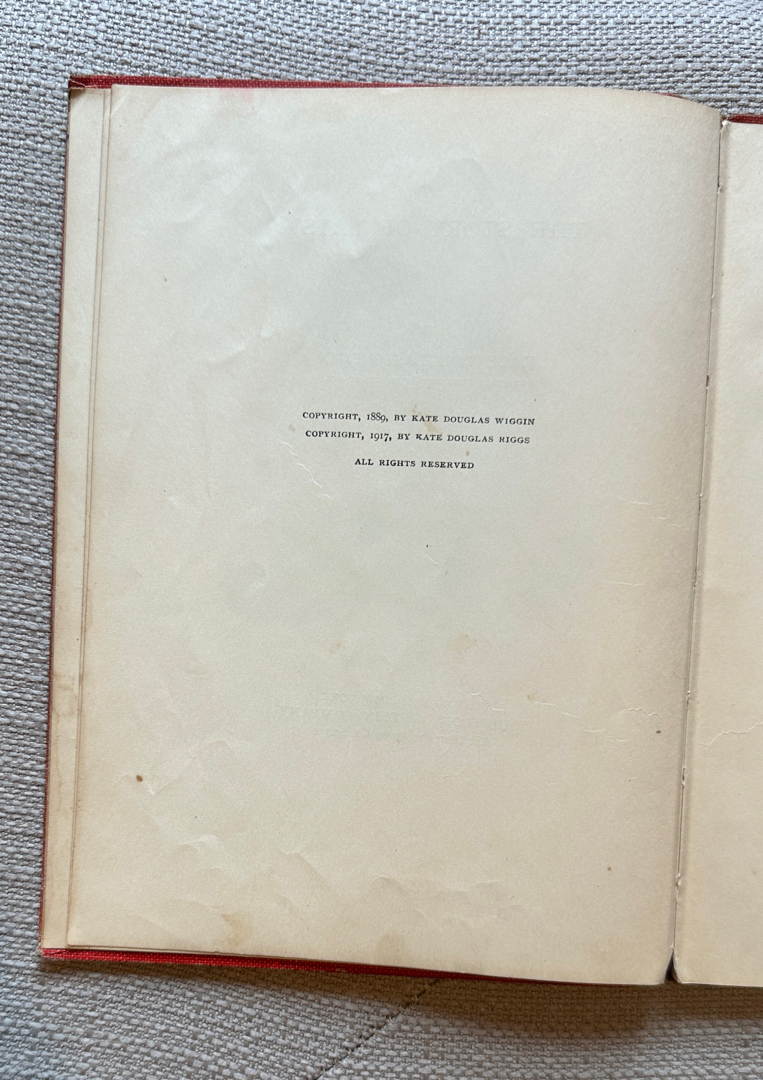 COPYRIGHT, 1889, BY KATE DOUGLAS WIGGIN
COPYRIGHT, 1917, BY KATE DOUGLAS RIGGS
ALL RIGHTS RESERVED